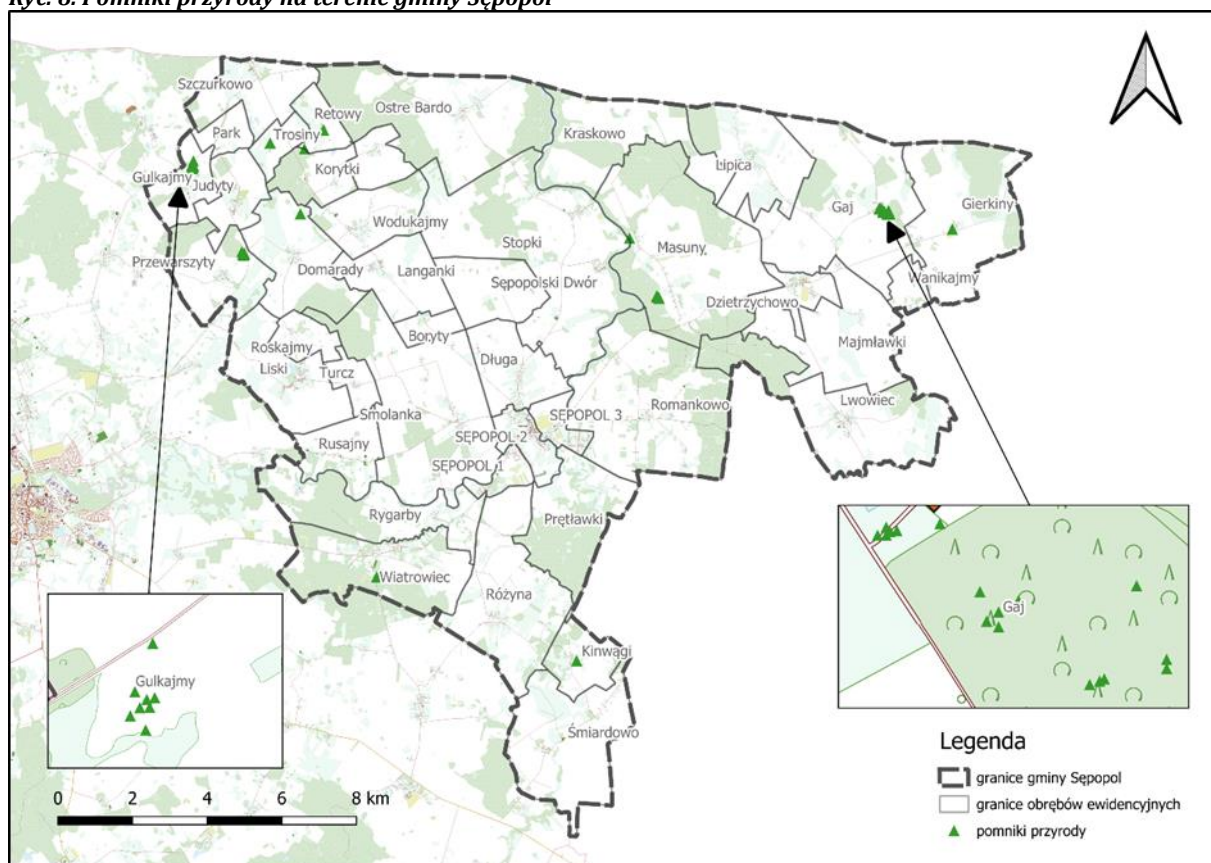 Ryc. 8. Pomniki przyrody na terenie gminy Sępopol
Szczurkowo
Ostre Bardo
Retowy
Park
Trosiny
Kraskowo
Korytki
Lipica
Gulkajmy
Judyty
Gaj
Gierkiny
Wodukajmy
Stopki
Masuny
Przewarszyty
Domarady
Langanki
Sępopolski Dwór
Wanikajmy
Dzietrzychowo
Boryty
Majmławki
Roskajmy
Długa
Liski
Turcz
Romankowo
Lwowiec
Smolanka
SĘPOPOL 3
SĘPOPOL 2
Rusajny
SĘPOPOL 1
Rygarby
Prętławki
Wiatrowiec
Różyna
Gaj
Kinwągi
Gulkajmy
Śmiardowo
Legenda
granice gminy Sępopol
granice obrębów ewidencyjnych
pomniki przyrody
0 2 4 6 8 km